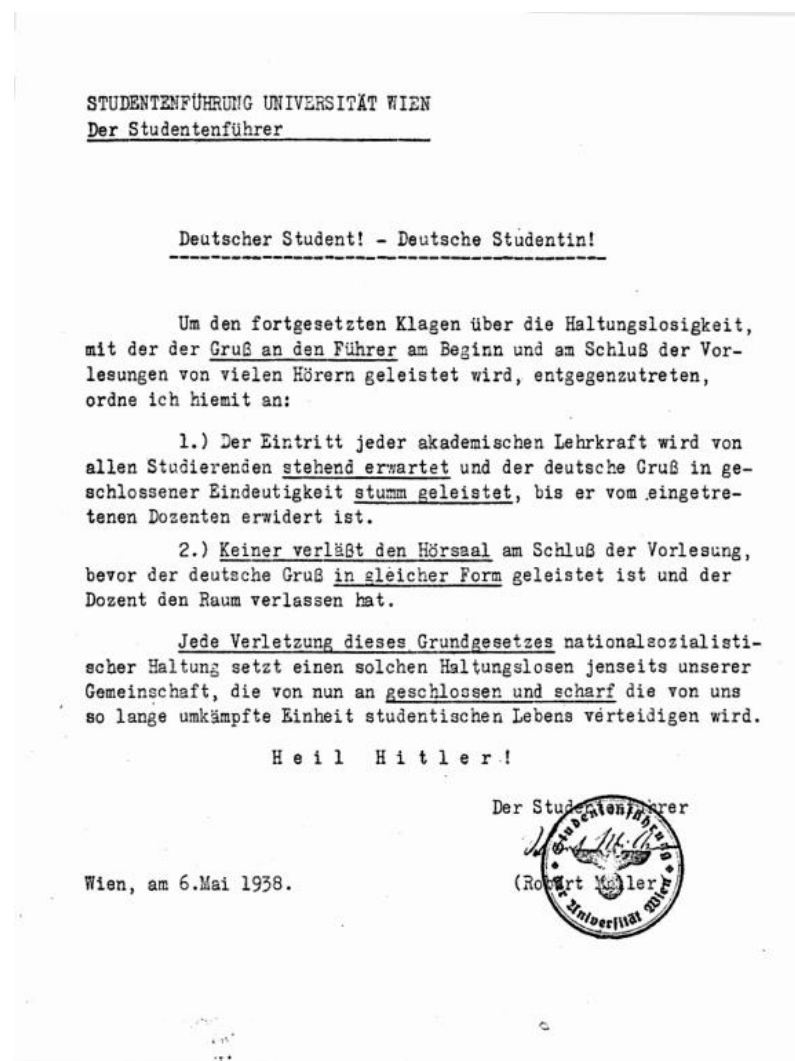 STUDENTENFÜHRUNG UNIVERSITÄT WIEN
Der Studentenführer
Deutscher Student! - Deutsche Studentin!
Um den fortgesetzten Klagen über die Haltungslosigkeit,
mit der der Gruß an den Führer am Beginn und am Schluß der Vor-
lesungen von vielen Hörern geleistet wird, entgegenzutreten,
ordne ich hiemit an:
1.) Der Eintritt jeder akademischen Lehrkraft wird von
allen Studierenden stehend erwartet und der deutsche Gruß in ge-
schlossener Eindeutigkeit stumm geleistet, bis er vom eingetre-
tenen Dozenten erwidert ist.
2.) Keiner verläßt den Hörsaal am Schluß der Vorlesung,
bevor der deutsche Gruß in gleicher Form geleistet ist und der
Dozent den Raum verlassen hat.
Jede Verletzung dieses Grundgesetzes nationalsozialisti-
scher Haltung setzt einen solchen Haltungslosen jenseits unserer
Gemeinschaft, die von nun an geschlossen und scharf die von uns
so lange umkämpfte Einheit studentischen Lebens verteidigen wird.
Heil Hitler!
Der Studentenführer
Wien, am 6.Mai 1938. (Robert
Studentenführung
der Universität Wien